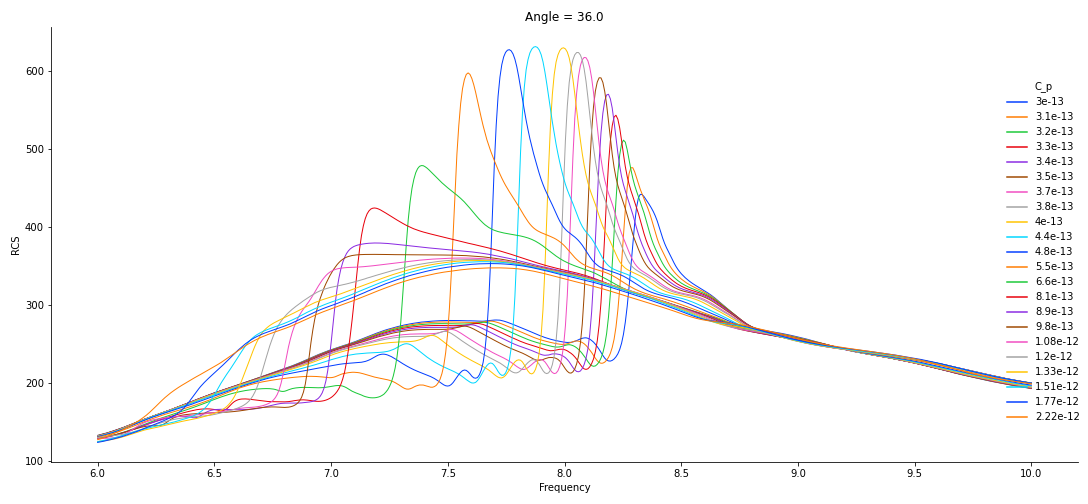 Angle = 36.0
RCS
600
500
400
300
200
100
6.0 6.5 7.0 7.5 8.0 8.5 9.0 9.5 10.0
Frequency
C_p
3e-13
3.1e-13
3.2e-13
3.3e-13
3.4e-13
3.5e-13
3.7e-13
3.8e-13
4e-13
4.4e-13
4.8e-13
5.5e-13
6.6e-13
8.1e-13
8.9e-13
9.8e-13
1.08e-12
1.2e-12
1.33e-12
1.51e-12
1.77e-12
2.22e-12